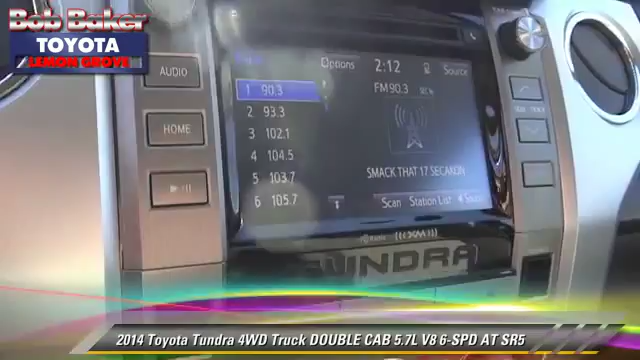 Bob Baker
TOYOTA
LEMON GROVE
AUDIO
HOME
Options
2:12
Source
FM 90.3
1 90.3
2 93.3
3 102.1
4 104.5
5 103.7
6 105.7
SMACK THAT 17 SECAKON
Scan
Station List
TUNDRA
2014 Toyota Tundra 4WD Truck DOUBLE CAB 5.7L V8 6-SPD AT SR5